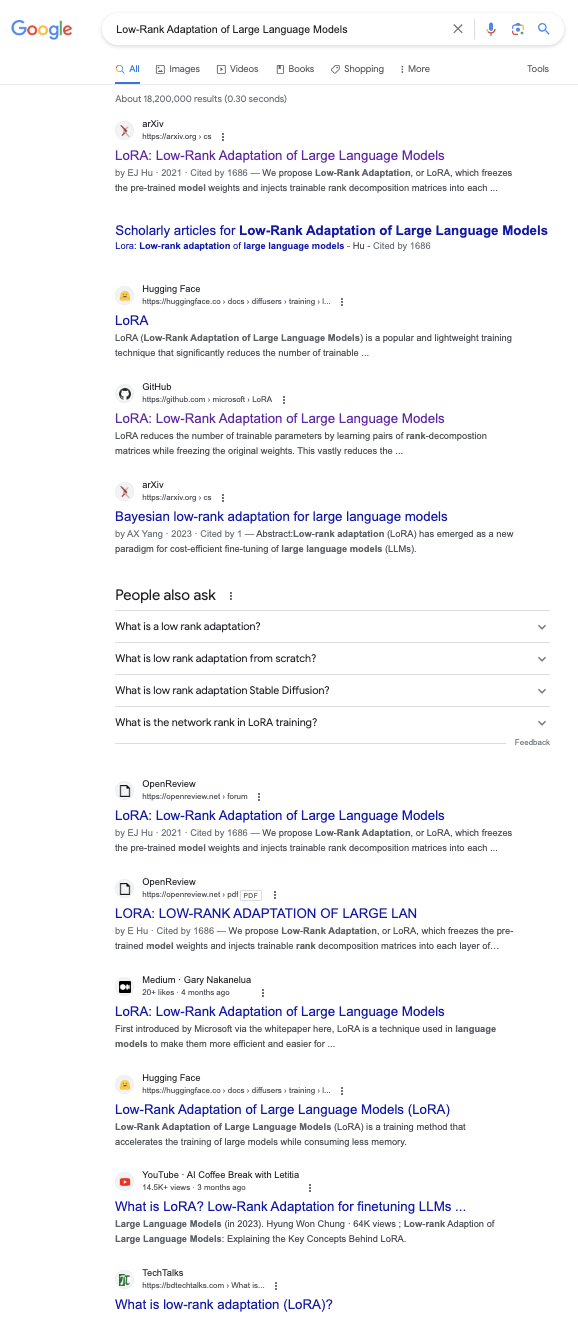 Google
Low-Rank Adaptation of Large Language Models
All Images Videos Books Shopping More Tools
About 18,200,000 results (0.30 seconds)
arXiv
https://arxiv.org › cs
LoRA: Low-Rank Adaptation of Large Language Models
by EJ Hu · 2021 · Cited by 1686 — We propose Low-Rank Adaptation, or LoRA, which freezes
the pre-trained model weights and injects trainable rank decomposition matrices into each ...
Scholarly articles for Low-Rank Adaptation of Large Language Models
Lora: Low-rank adaptation of large language models - Hu - Cited by 1686
Hugging Face
https://huggingface.co › docs › diffusers › training › l...
LoRA
LoRA (Low-Rank Adaptation of Large Language Models) is a popular and lightweight training
technique that significantly reduces the number of trainable ...
GitHub
https://github.com › microsoft › LoRA
LoRA: Low-Rank Adaptation of Large Language Models
LoRA reduces the number of trainable parameters by learning pairs of rank-decompostion
matrices while freezing the original weights. This vastly reduces the ...
arXiv
https://arxiv.org › cs
Bayesian low-rank adaptation for large language models
by AX Yang · 2023 · Cited by 1 — Abstract:Low-rank adaptation (LoRA) has emerged as a new
paradigm for cost-efficient fine-tuning of large language models (LLMs).
People also ask
What is a low rank adaptation?
What is low rank adaptation from scratch?
What is low rank adaptation Stable Diffusion?
What is the network rank in LoRA training?
Feedback
OpenReview
https://openreview.net › forum
LoRA: Low-Rank Adaptation of Large Language Models
by EJ Hu · 2021 · Cited by 1686 — We propose Low-Rank Adaptation, or LoRA, which freezes
the pre-trained model weights and injects trainable rank decomposition matrices into each ...
OpenReview
https://openreview.net › pdf PDF
LORA: LOW-RANK ADAPTATION OF LARGE LAN
by E Hu · Cited by 1686 — We propose Low-Rank Adaptation, or LoRA, which freezes the pre-
trained model weights and injects trainable rank decomposition matrices into each layer of...
Medium · Gary Nakanelua
20+ likes · 4 months ago
LoRA: Low-Rank Adaptation of Large Language Models
First introduced by Microsoft via the whitepaper here, LoRA is a technique used in language
models to make them more efficient and easier for ...
Hugging Face
https://huggingface.co › docs › diffusers › training › l...
Low-Rank Adaptation of Large Language Models (LoRA)
Low-Rank Adaptation of Large Language Models (LoRA) is a training method that
accelerates the training of large models while consuming less memory.
YouTube · AI Coffee Break with Letitia
14.5K+ views · 3 months ago
What is LoRA? Low-Rank Adaptation for finetuning LLMs ...
Large Language Models (in 2023). Hyung Won Chung · 64K views ; Low-rank Adaption of
Large Language Models: Explaining the Key Concepts Behind LoRA.
TechTalks
https://bdtechtalks.com › What is...
What is low-rank adaptation (LoRA)?